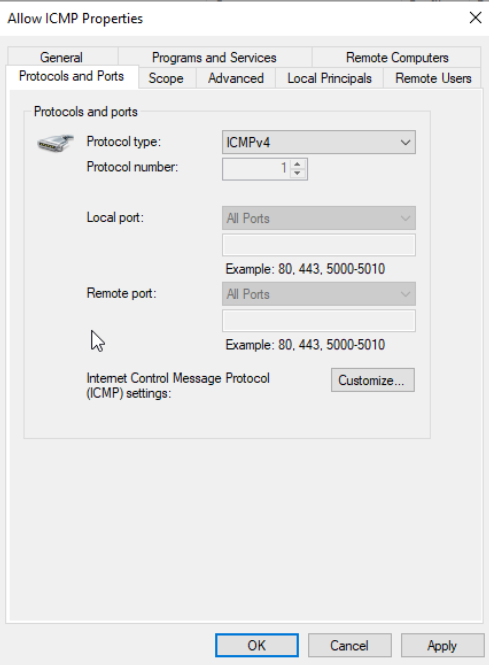 Allow ICMP Properties
General
Programs and Services
Remote Computers
Protocols and Ports
Scope
Advanced
Local Principals
Remote Users
Protocols and ports
Protocol type:
ICMPv4
Protocol number:
1
Local port:
All Ports
Example: 80, 443, 5000-5010
Remote port:
All Ports
Example: 80, 443, 5000-5010
Internet Control Message Protocol
(ICMP) settings:
Customize...
OK
Cancel
Apply